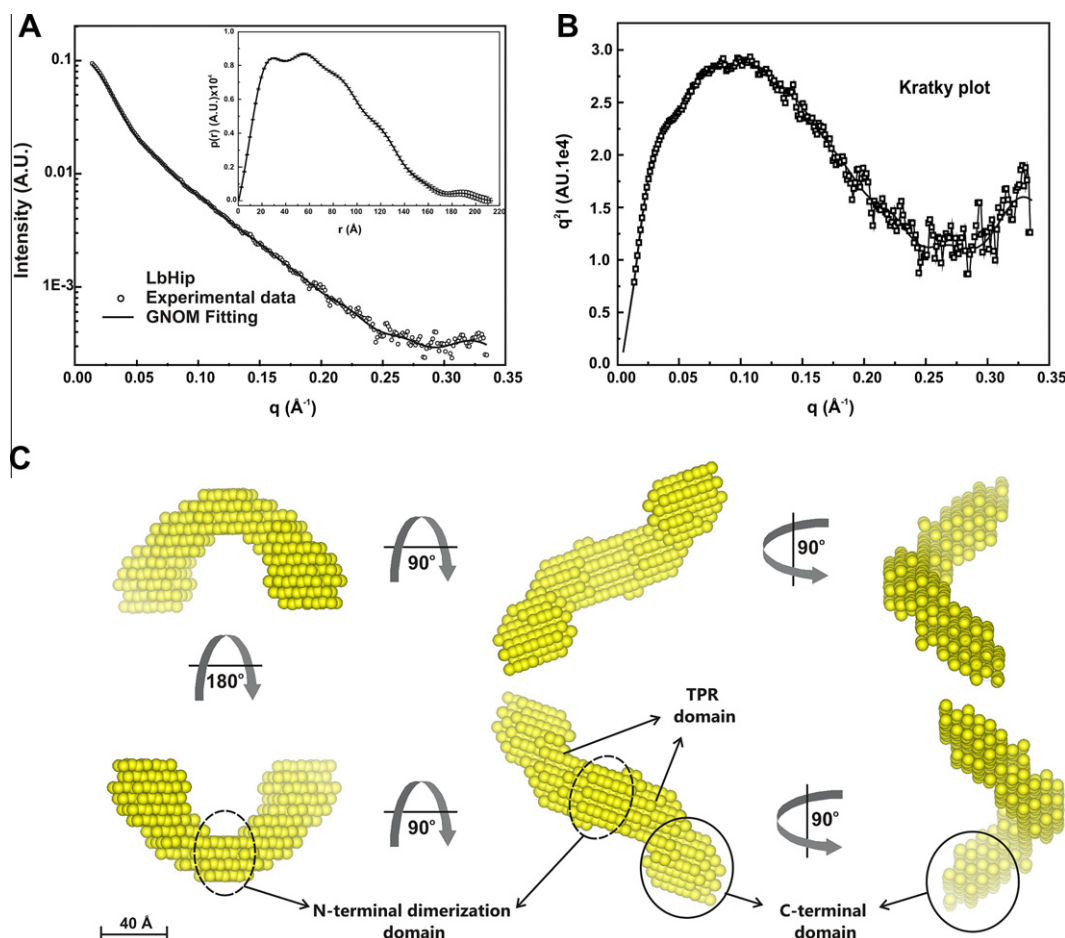 A
0.1
0.01
1E-3
Intensity (A.U.)
0.00 0.05 0.10 0.15 0.20 0.25 0.30 0.35
q (Å⁻¹)
LbHip
Experimental data
GNOM Fitting
1.0
0.8
0.6
0.4
0.2
0.0
p(r) (A.U.)x10⁴
0 20 40 60 80 100 120 140 160 180 200 220
r (Å)
B
3.0
2.5
2.0
1.5
1.0
0.5
0.0
q²I (AU.1e4)
Kratky plot
0.00 0.05 0.10 0.15 0.20 0.25 0.30 0.35
q (Å⁻¹)
C
90°
90°
180°
TPR
domain
90°
90°
N-terminal dimerization
domain
C-terminal
domain
40 Å